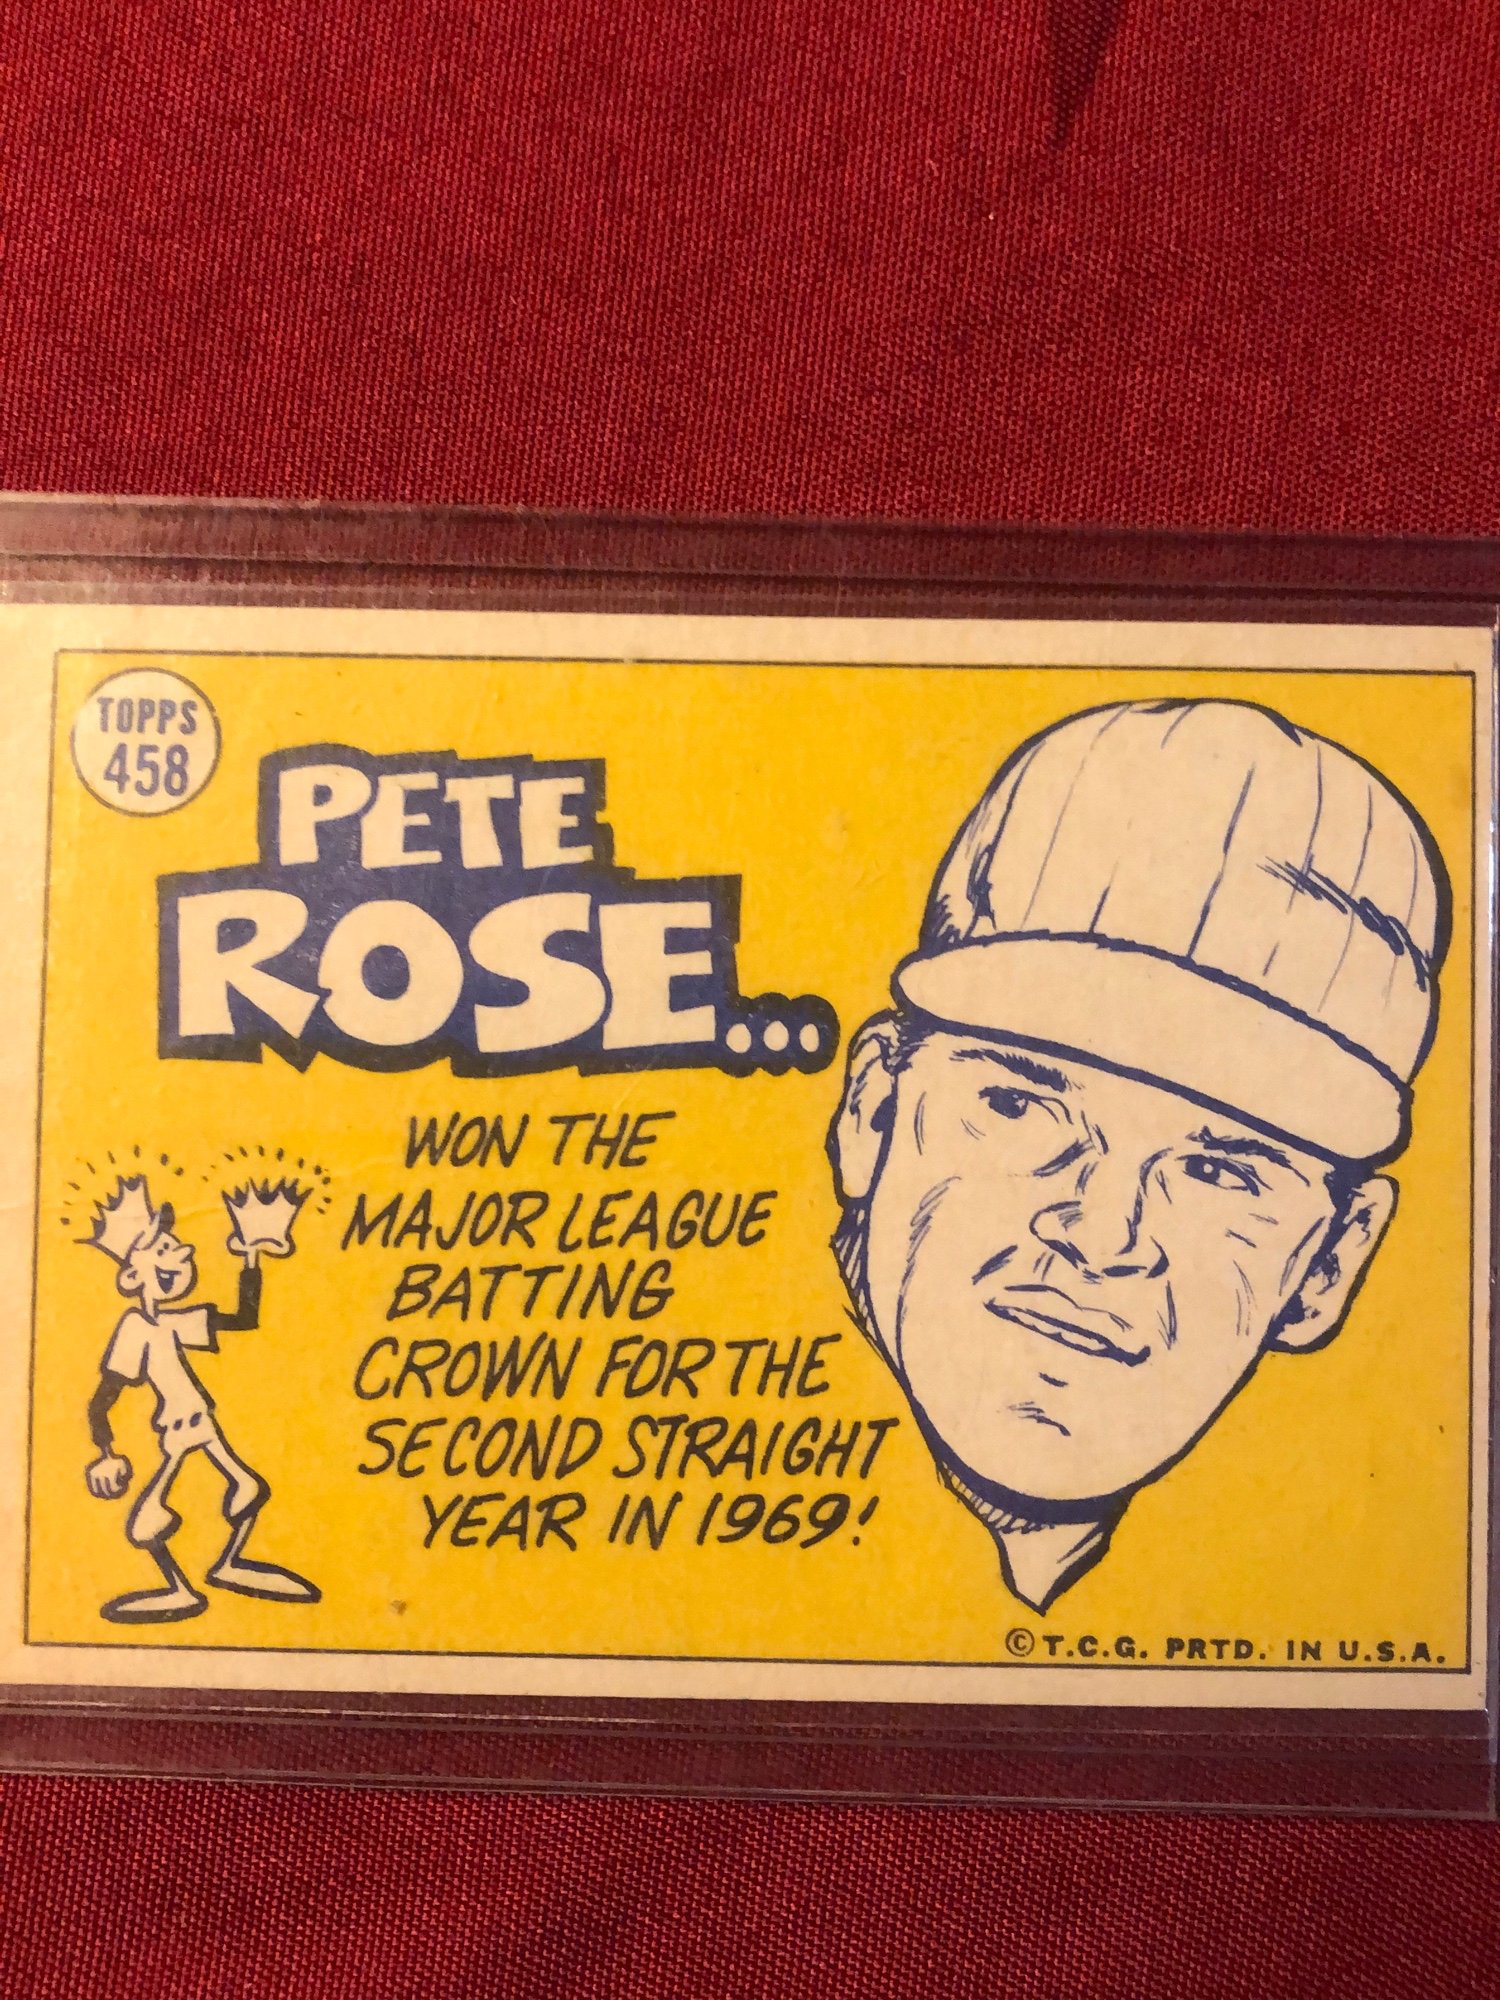 TOPPS
458
PETE
ROSE...
WON THE
MAJOR LEAGUE
BATTING
CROWN FOR THE
SECOND STRAIGHT
YEAR IN 1969!
© T.C.G. PRTD. IN U.S.A.